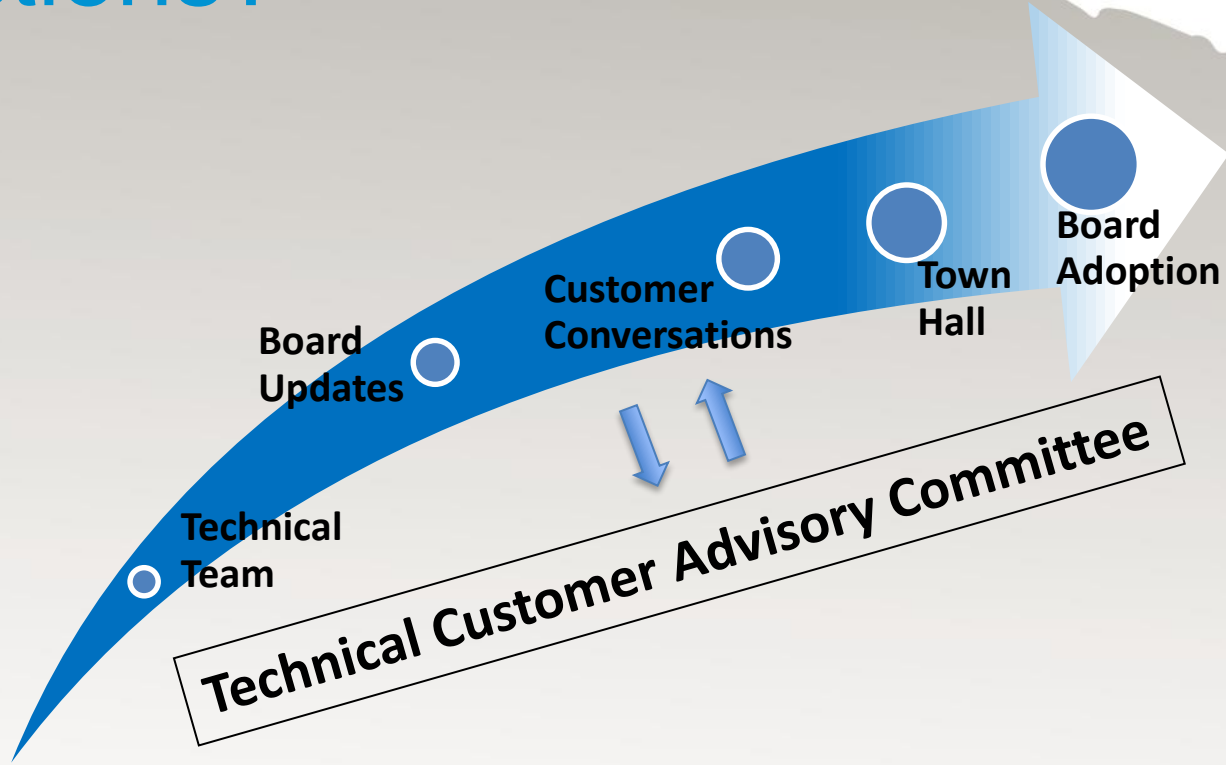 Board
Adoption
Town
Hall
Customer
Conversations
Board
Updates
Technical
Team
Technical Customer Advisory Committee